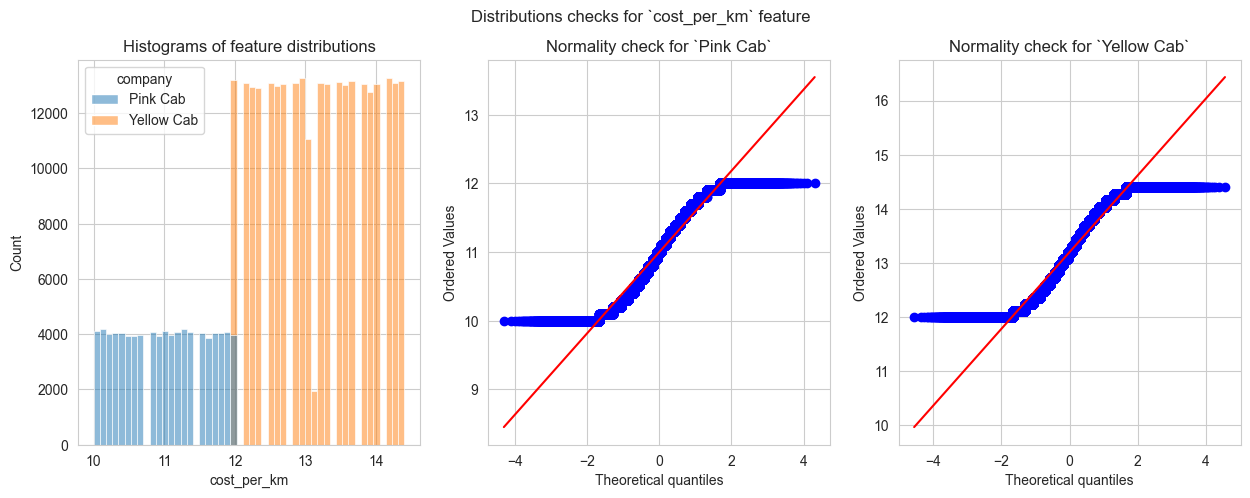 Distributions checks for `cost_per_km` feature
Histograms of feature distributions
company
Pink Cab
Yellow Cab
Count
12000
10000
8000
6000
4000
2000
0
10 11 12 13 14
cost_per_km
Normality check for `Pink Cab`
Ordered Values
13
12
11
10
9
−4 −2 0 2 4
Theoretical quantiles
Normality check for `Yellow Cab`
Ordered Values
16
15
14
13
12
11
10
−4 −2 0 2 4
Theoretical quantiles